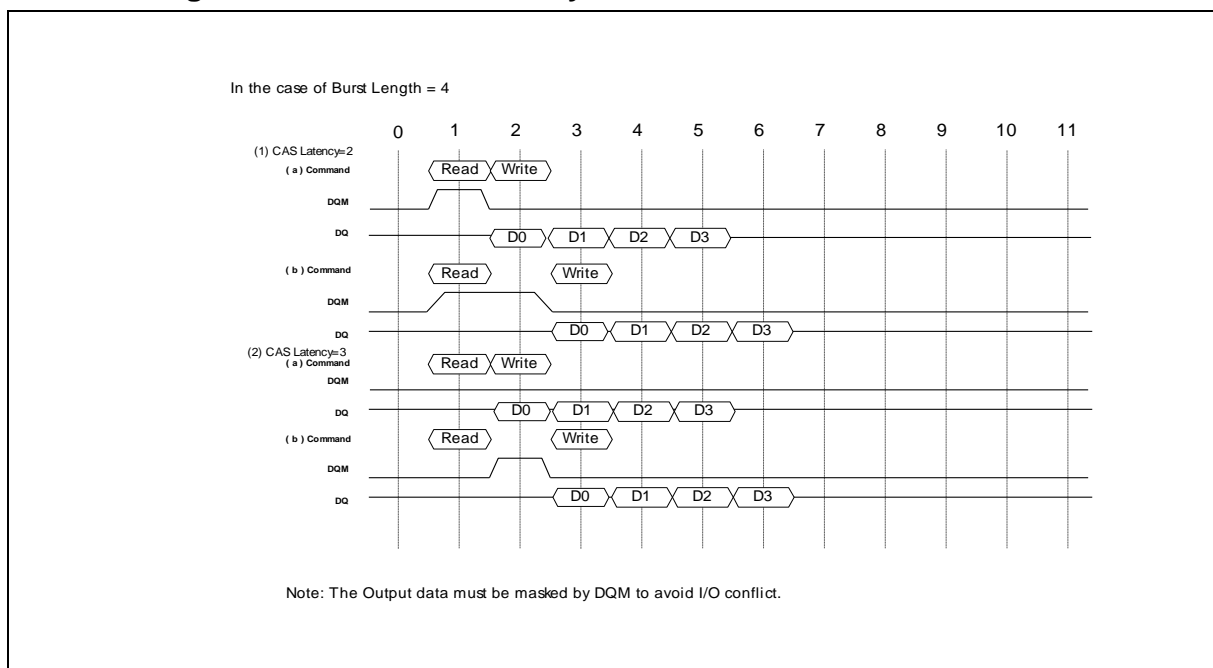 In the case of Burst Length = 4
0 1 2 3 4 5 6 7 8 9 10 11
(1) CAS Latency=2
( a ) Command Read Write
DQM
DQ D0 D1 D2 D3
( b ) Command Read Write
DQM
DQ D0 D1 D2 D3
(2) CAS Latency=3
( a ) Command Read Write
DQM
DQ D0 D1 D2 D3
( b ) Command Read Write
DQM
DQ D0 D1 D2 D3
Note: The Output data must be masked by DQM to avoid I/O conflict.